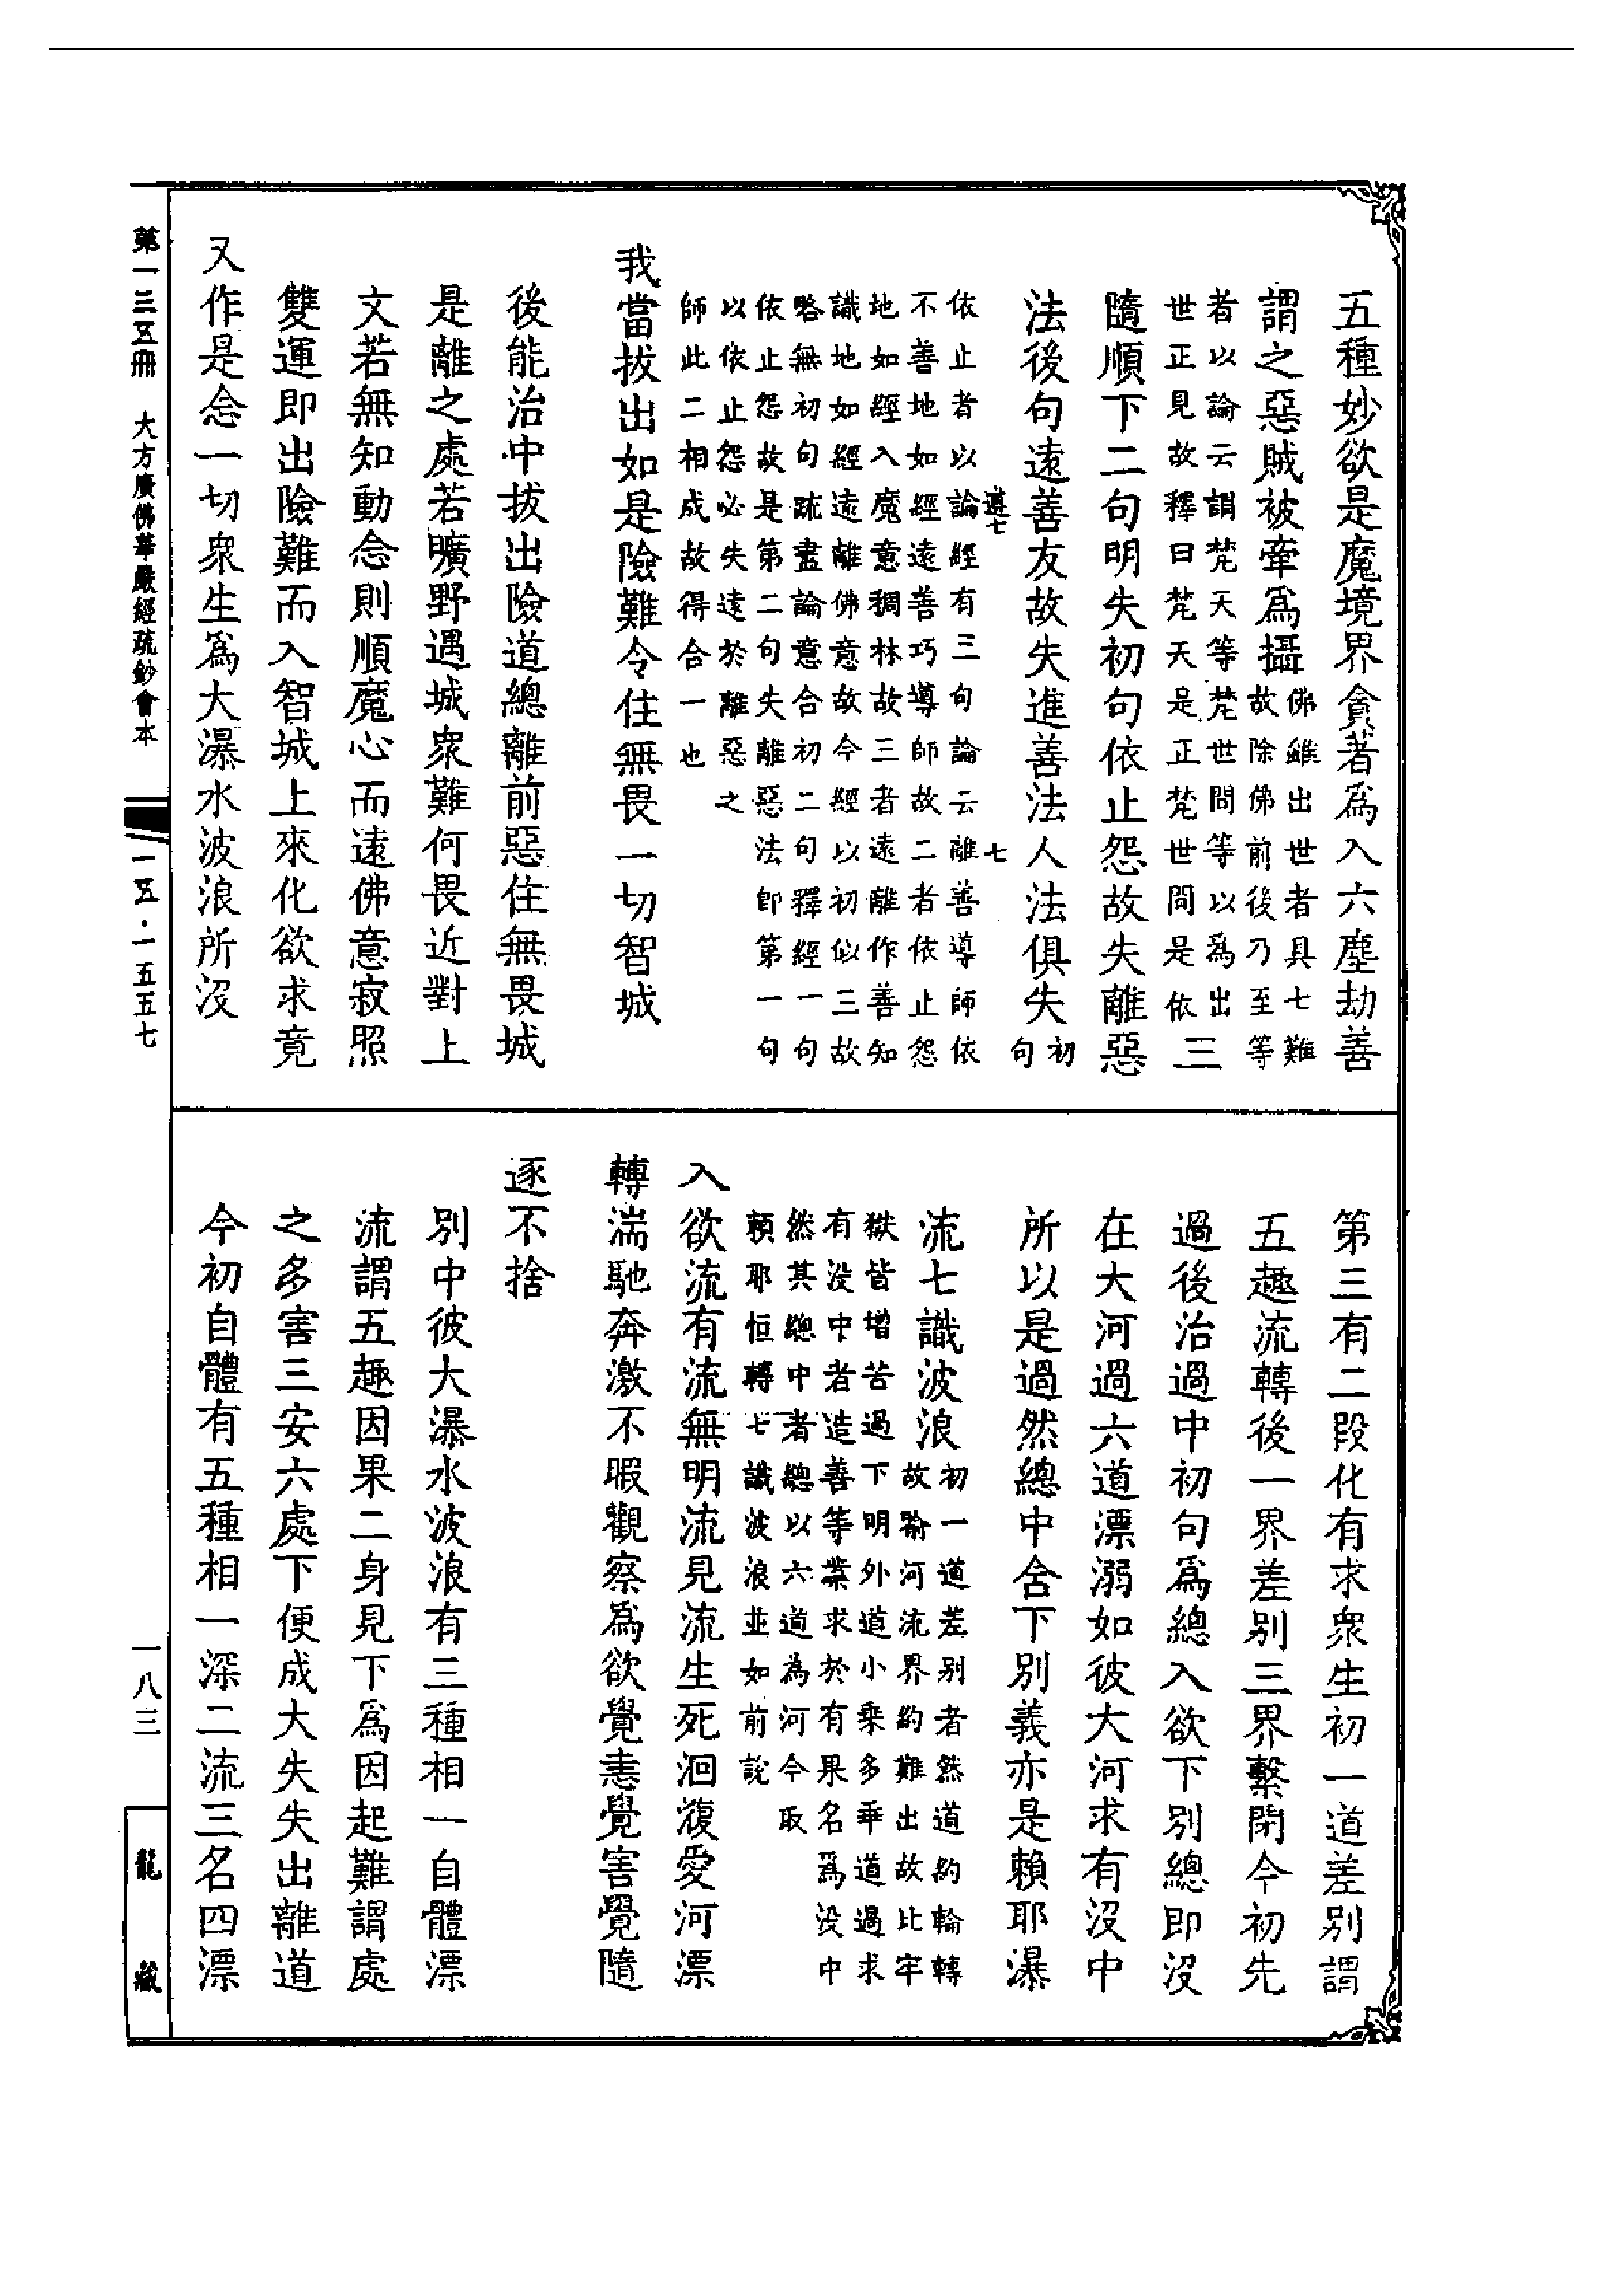 五種妙欲是魔境界貪著爲入六塵劫善
謂之惡賊被牽爲攝
佛雖出世者具七難
故除佛前後乃至等
者以論云謂梵天等梵世間等以爲出
世正見故釋曰梵天是正梵世間是依
三
隨順下二句明失初句依止怨故失離惡
法後句遠善友故失進善法人法俱失
初
句
遵七
七
依止者以論經有三句論云離善導師依
不善地如經遠善巧導師故二者依止怨
地如經入魔意稠林故三者遠離作善知
識地如經遠離佛意故今經以初似三故
略無初句疏盡論意合初二句釋經一句
依止怨故是第二句失離惡法即第一句
以依止怨必失遠於離惡之
師此二相成故得合一也
我當拔出如是險難令住無畏一切智城
後能治中拔出險道總離前惡住無畏城
是離之處若曠野遇城衆難何畏近對上
文若無知動念則順魔心而遠佛意寂照
雙運即出險難而入智城上來化欲求竟
又作是念一切衆生爲大瀑水波浪所沒
第三有二段化有求衆生初一道差別謂
五趣流轉後一界差別三界繫閉今初先
過後治過中初句爲總入欲下別總即沒
在大河過六道漂溺如彼大河求有沒中
所以是過然總中含下別義亦是賴耶瀑
流七識波浪
初一道差別者然道約輪轉
故喻河流界約難出故比牢
獄皆增苦過下明外道小乘多乖道過求
有沒中者造善等業求於有果名爲沒中
然其總中者總以六道為河今取
賴耶恒轉七識波浪並如前說
入欲流有流無明流見流生死洄澓愛河漂
轉湍馳奔激不暇觀察爲欲覺恚覺害覺隨
逐不捨
別中彼大瀑水波浪有三種相一自體漂
流謂五趣因果二身見下爲因起難謂處
之多害三安六處下便成大失失出離道
今初自體有五種相一深二流三名四漂
第一三五冊
大方廣佛華嚴經疏鈔會本
一五·一五五七
一八三
龍藏